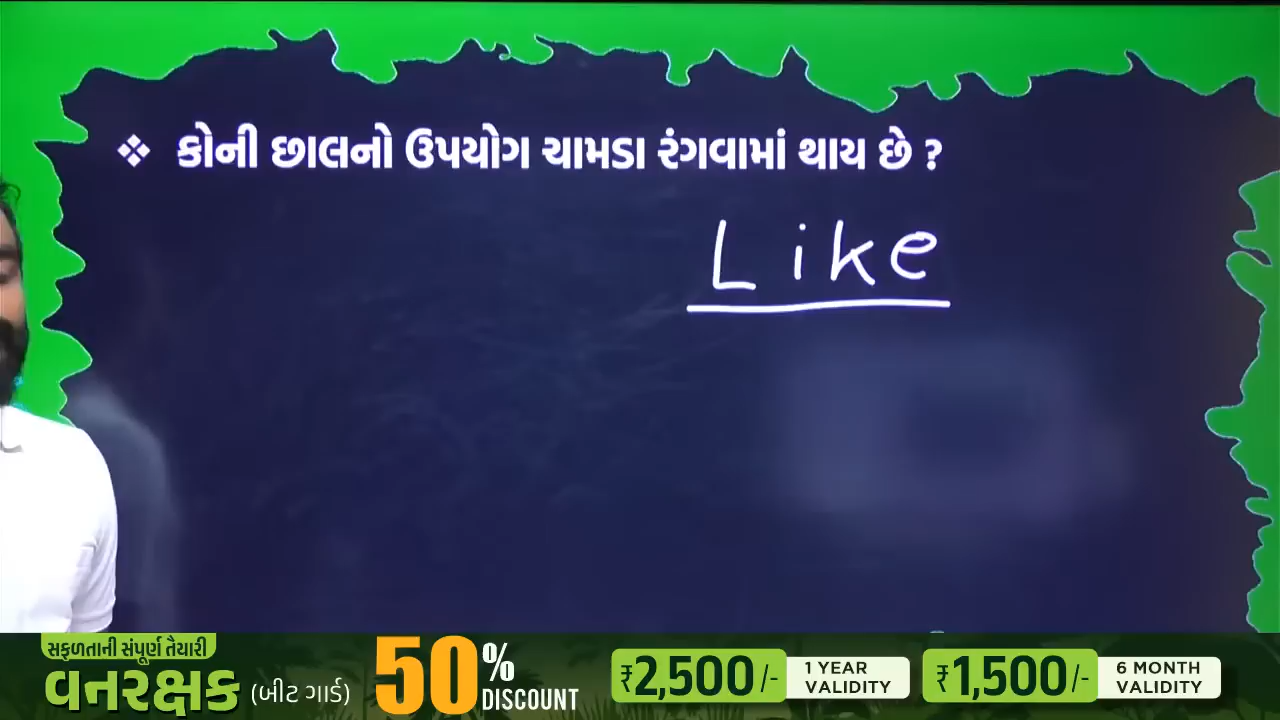 ❖ કોની છાલનો ઉપયોગ ચામડા રંગવામાં થાય છે ?
Like
સફળતાની સંપૂર્ણ તૈયારી
વનરક્ષક (બીટ ગાર્ડ)
50% DISCOUNT
₹2,500/- 1 YEAR VALIDITY
₹1,500/- 6 MONTH VALIDITY